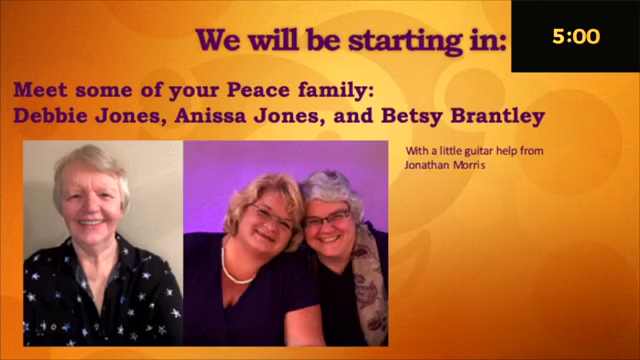 We will be starting in:
5:00
Meet some of your Peace family:
Debbie Jones, Anissa Jones, and Betsy Brantley
With a little guitar help from
Jonathan Morris